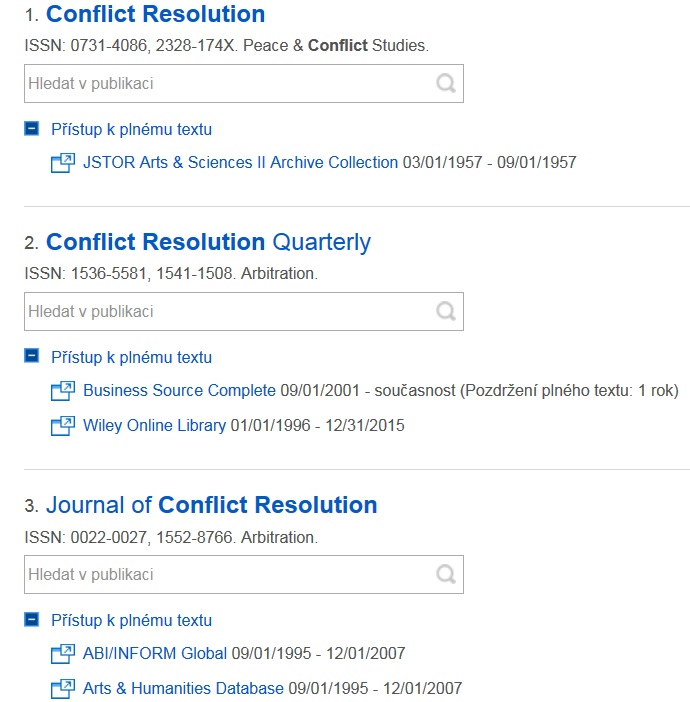 1. Conflict Resolution
ISSN: 0731-4086, 2328-174X. Peace & Conflict Studies.
Hledat v publikaci
Přístup k plnému textu
JSTOR Arts & Sciences II Archive Collection 03/01/1957 - 09/01/1957
2. Conflict Resolution Quarterly
ISSN: 1536-5581, 1541-1508. Arbitration.
Hledat v publikaci
Přístup k plnému textu
Business Source Complete 09/01/2001 - současnost (Pozdržení plného textu: 1 rok)
Wiley Online Library 01/01/1996 - 12/31/2015
3. Journal of Conflict Resolution
ISSN: 0022-0027, 1552-8766. Arbitration.
Hledat v publikaci
Přístup k plnému textu
ABI/INFORM Global 09/01/1995 - 12/01/2007
Arts & Humanities Database 09/01/1995 - 12/01/2007